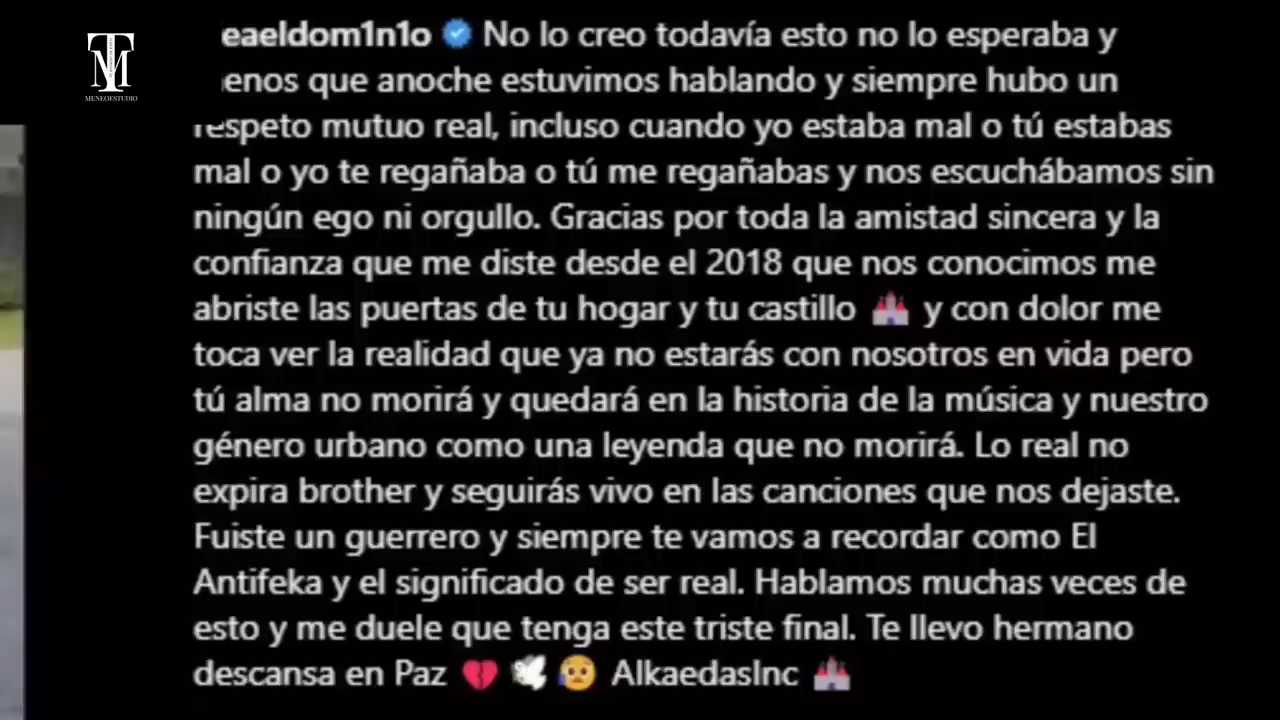 TM
MENEOESTUDIO
eaeldom1n1o No lo creo todavía esto no lo esperaba y
enos que anoche estuvimos hablando y siempre hubo un
respeto mutuo real, incluso cuando yo estaba mal o tú estabas
mal o yo te regañaba o tú me regañabas y nos escuchábamos sin
ningún ego ni orgullo. Gracias por toda la amistad sincera y la
confianza que me diste desde el 2018 que nos conocimos me
abriste las puertas de tu hogar y tu castillo 🏰 y con dolor me
toca ver la realidad que ya no estarás con nosotros en vida pero
tú alma no morirá y quedará en la historia de la música y nuestro
género urbano como una leyenda que no morirá. Lo real no
expira brother y seguirás vivo en las canciones que nos dejaste.
Fuiste un guerrero y siempre te vamos a recordar como El
Antifeka y el significado de ser real. Hablamos muchas veces de
esto y me duele que tenga este triste final. Te llevo hermano
descansa en Paz 💔 🕊️ 😥 AlkaedasInc 🏰